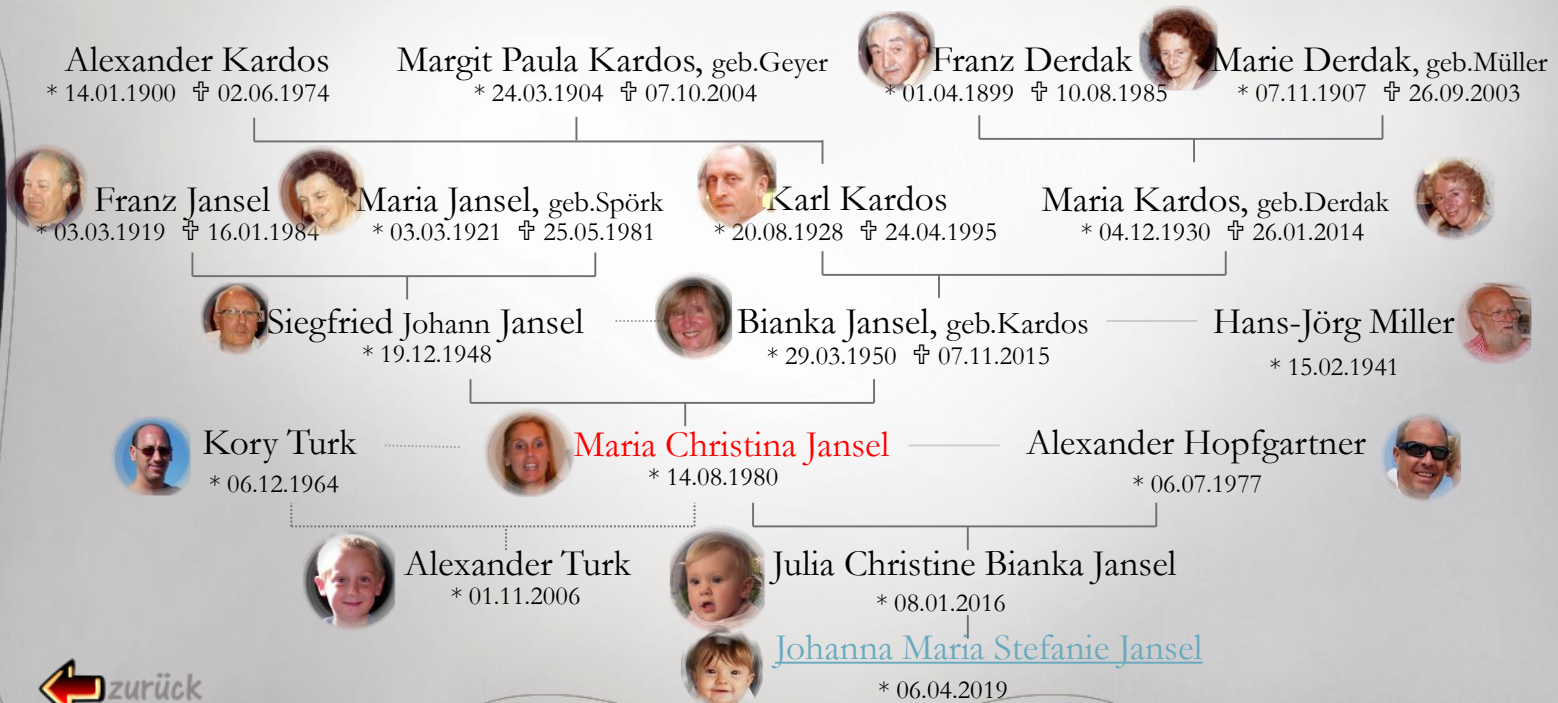 Alexander Kardos Margit Paula Kardos, geb.Geyer Franz Derdak Marie Derdak, geb.Müller
* 14.01.1900 ✞ 02.06.1974 * 24.03.1904 ✞ 07.10.2004 * 01.04.1899 ✞ 10.08.1985 * 07.11.1907 ✞ 26.09.2003
Franz Jansel Maria Jansel, geb.Spörk Karl Kardos Maria Kardos, geb.Derdak
* 03.03.1919 ✞ 16.01.1984 * 03.03.1921 ✞ 25.05.1981 * 20.08.1928 ✞ 24.04.1995 * 04.12.1930 ✞ 26.01.2014
Siegfried Johann Jansel Bianka Jansel, geb.Kardos Hans-Jörg Miller
* 19.12.1948 * 29.03.1950 ✞ 07.11.2015 * 15.02.1941
Kory Turk Maria Christina Jansel Alexander Hopfgartner
* 06.12.1964 * 14.08.1980 * 06.07.1977
Alexander Turk Julia Christine Bianka Jansel
* 01.11.2006 * 08.01.2016
Johanna Maria Stefanie Jansel
zurück * 06.04.2019